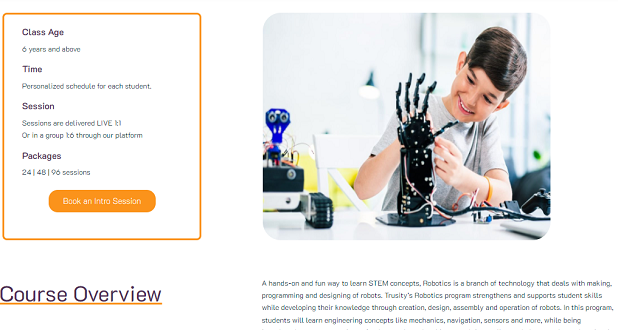 Class Age
6 years and above
Time
Personalized schedule for each student.
Session
Sessions are delivered LIVE 1:1
Or in a group 1:6 through our platform
Packages
24 | 48 | 96 sessions
Book an Intro Session
Course Overview
A hands-on and fun way to learn STEM concepts, Robotics is a branch of technology that deals with making,
programming and designing of robots. Trusity's Robotics program strengthens and supports student skills
while developing their knowledge through creation, design, assembly and operation of robots. In this program,
students will learn engineering concepts like mechanics, navigation, sensors and more, while being